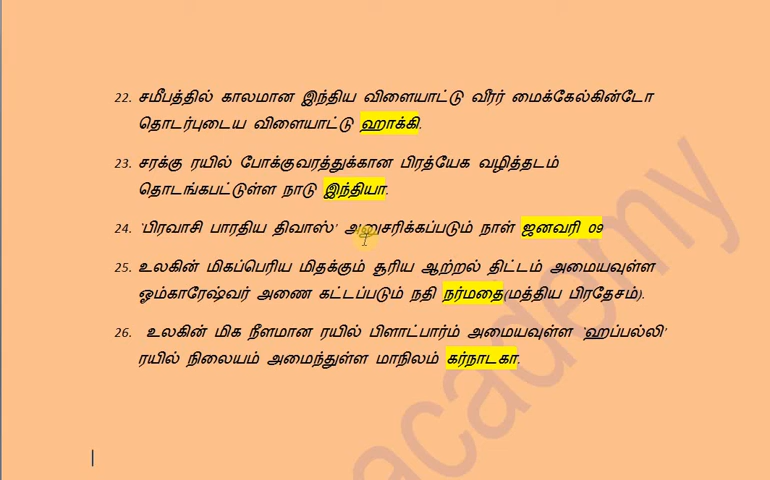 22. சமீபத்தில் காலமான இந்திய விளையாட்டு வீரர் மைக்கேல்கின்டோ
தொடர்புடைய விளையாட்டு ஹாக்கி.
23. சரக்கு ரயில் போக்குவரத்துக்கான பிரத்யேக வழித்தடம்
தொடங்கபட்டுள்ள நாடு இந்தியா.
24. 'பிரவாசி பாரதிய திவாஸ்' அனுசரிக்கப்படும் நாள் ஜனவரி 09
25. உலகின் மிகப்பெரிய மிதக்கும் சூரிய ஆற்றல் திட்டம் அமையவுள்ள
ஓம்காரேஷ்வர் அணை கட்டப்படும் நதி நர்மதை(மத்திய பிரதேசம்).
26. உலகின் மிக நீளமான ரயில் பிளாட்பார்ம் அமையவுள்ள 'ஹப்பல்லி'
ரயில் நிலையம் அமைந்துள்ள மாநிலம் கர்நாடகா.
academy